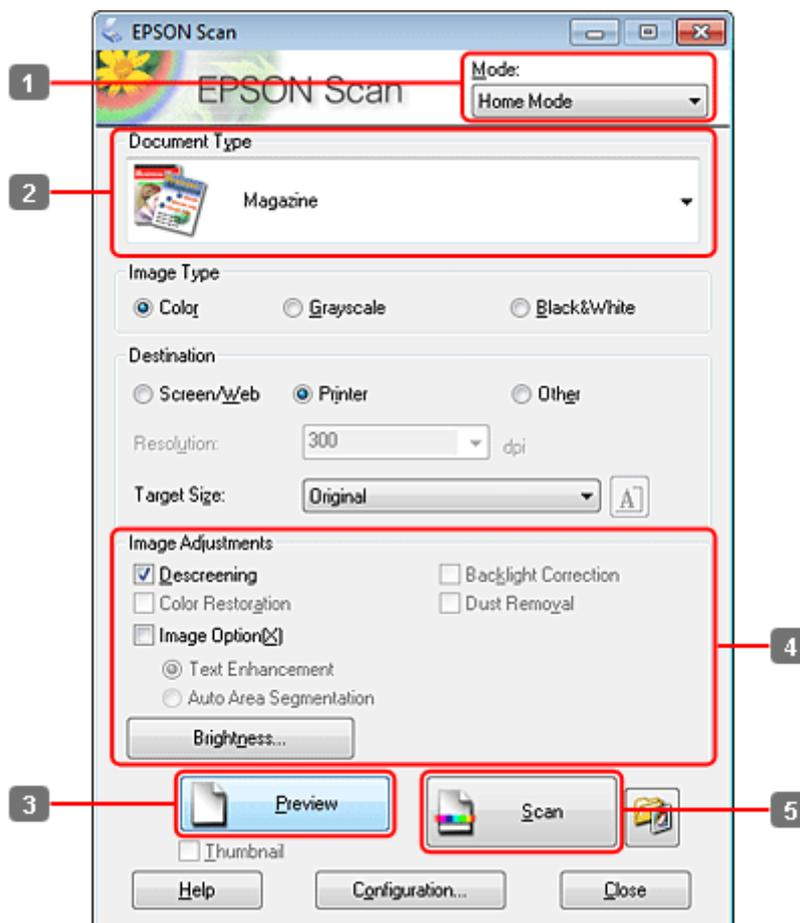 EPSON Scan
EPSON Scan
Mode:
1
Home Mode
Document Type
2
Magazine
Image Type
Color Grayscale Black&White
Destination
Screen/Web Printer Other
Resolution: 300 dpi
Target Size: Original A
Image Adjustments
Descreening Backlight Correction
Color Restoration Dust Removal
Image Option(X)
4
Text Enhancement
Auto Area Segmentation
Brightness...
3 Preview Scan 5
Thumbnail
Help Configuration... Close